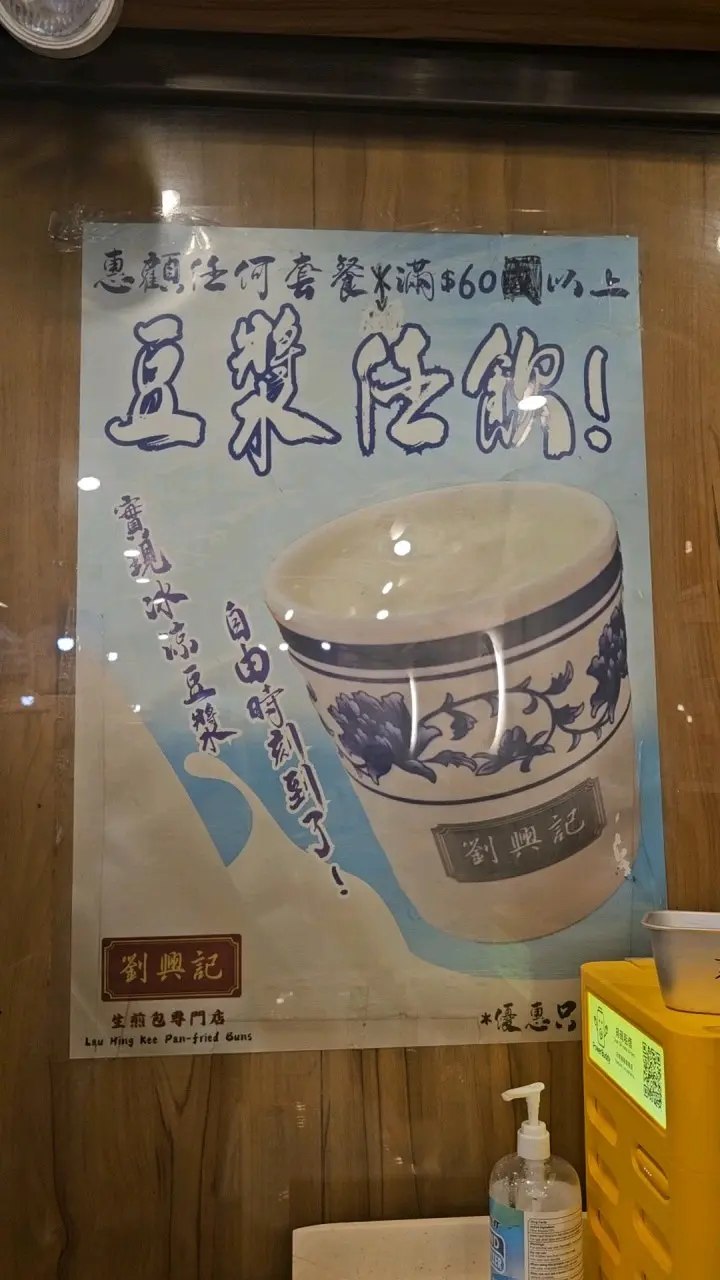 惠顧任何套餐*滿$60以上
豆漿任飲!
實現冰凉豆漿
自由時刻到了!
劉興記
劉興記
生煎包專門店
Lau Hing Kee Pan-fried Buns
*優惠只